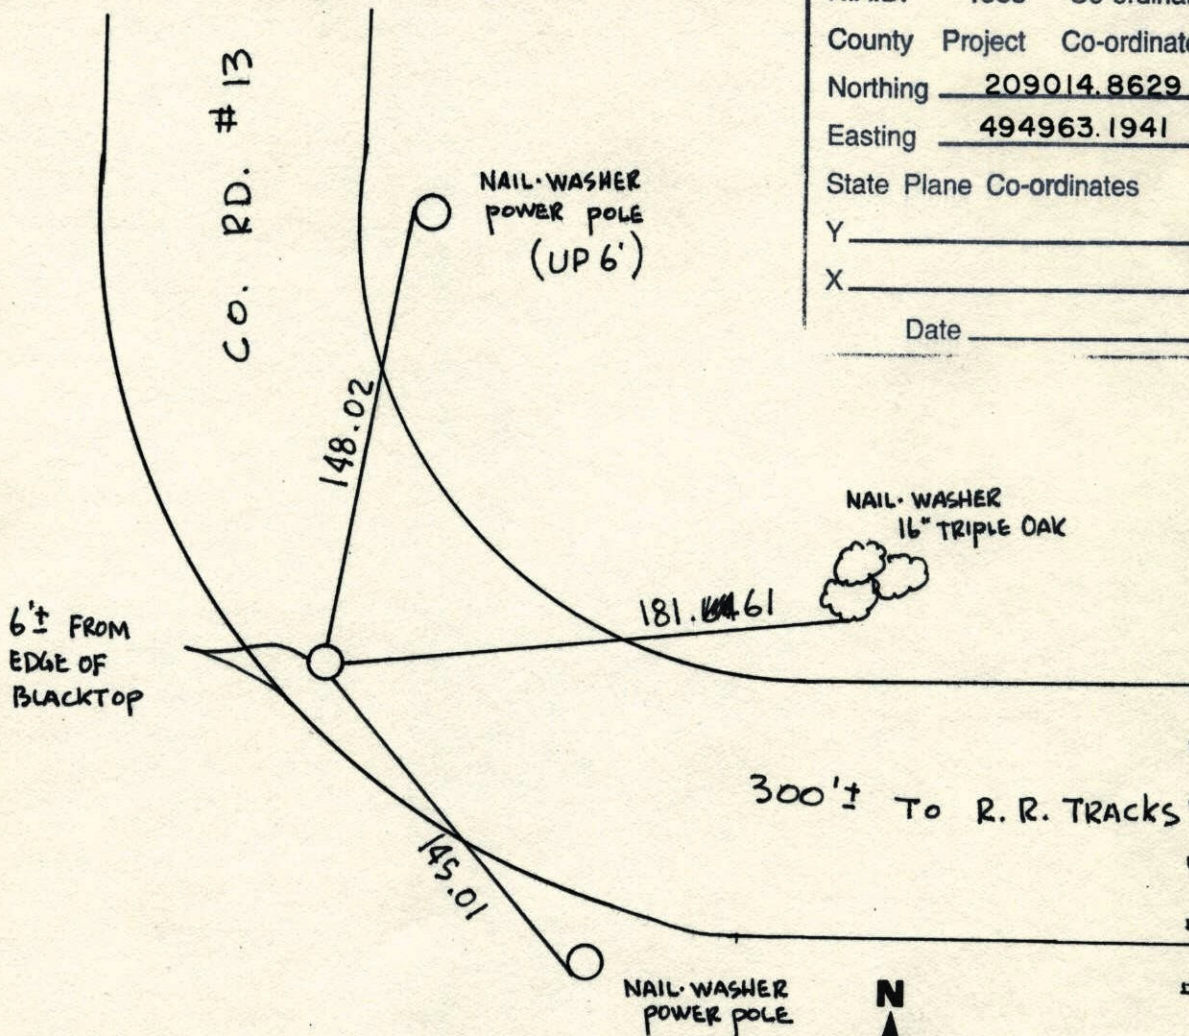 County Project Co-ordinate
Northing 209014.8629
Easting 494963.1941
State Plane Co-ordinates
Y
X
Date
CO. RD. # 13
NAIL·WASHER
POWER POLE
(UP 6')
148.02
NAIL·WASHER
16" TRIPLE OAK
181.61
6'± FROM
EDGE OF
BLACKTOP
300'± TO R.R. TRACKS
145.01
NAIL·WASHER
POWER POLE
N